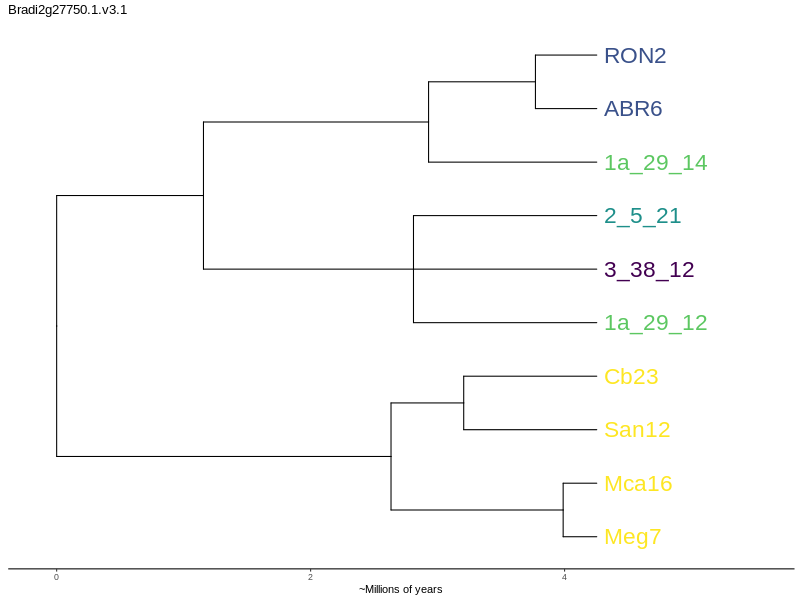 Bradi2g27750.1.v3.1
RON2
ABR6
1a_29_14
2_5_21
3_38_12
1a_29_12
Cb23
San12
Mca16
Meg7
0 2 4
~Millions of years